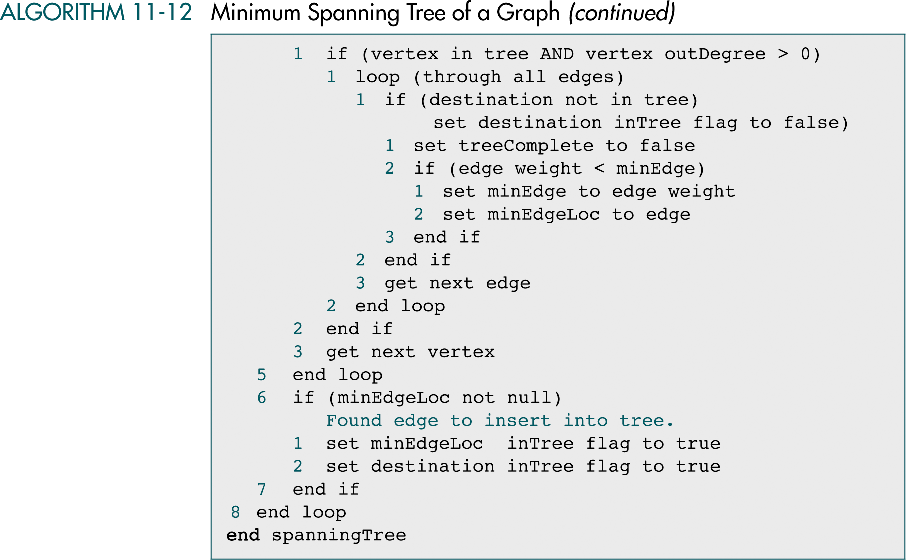 ALGORITHM 11-12 Minimum Spanning Tree of a Graph (continued)
1 if (vertex in tree AND vertex outDegree > 0)
1 loop (through all edges)
1 if (destination not in tree)
set destination inTree flag to false)
1 set treeComplete to false
2 if (edge weight < minEdge)
1 set minEdge to edge weight
2 set minEdgeLoc to edge
3 end if
2 end if
3 get next edge
2 end loop
2 end if
3 get next vertex
5 end loop
6 if (minEdgeLoc not null)
Found edge to insert into tree.
1 set minEdgeLoc inTree flag to true
2 set destination inTree flag to true
7 end if
8 end loop
end spanningTree